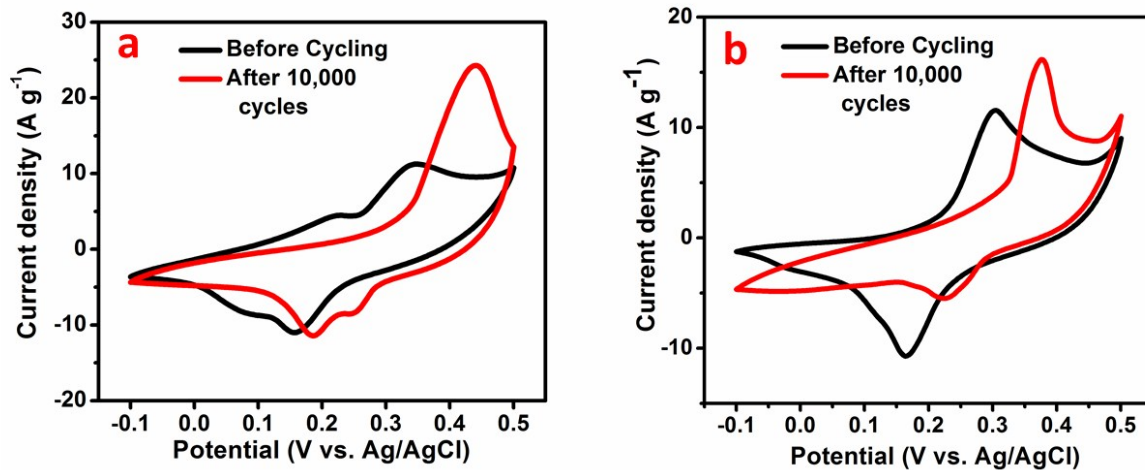 a
Before Cycling
After 10,000
cycles
30
20
10
0
-10
-20
Current density (A g-1)
-0.1 0.0 0.1 0.2 0.3 0.4 0.5
Potential (V vs. Ag/AgCl)
b
Before Cycling
After 10,000
cycles
20
10
0
-10
Current density (A g-1)
-0.1 0.0 0.1 0.2 0.3 0.4 0.5
Potential (V vs. Ag/AgCl)